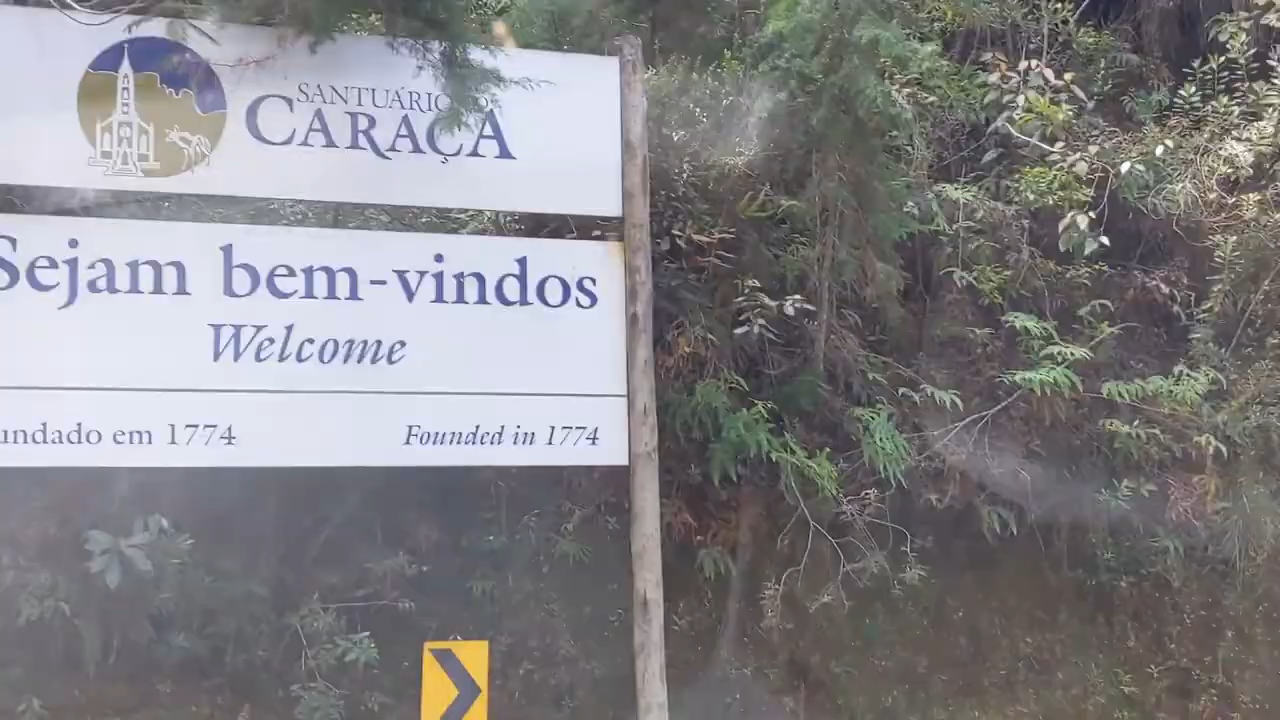 SANTUÁRIO DO
CARAÇA
Sejam bem-vindos
Welcome
undado em 1774
Founded in 1774